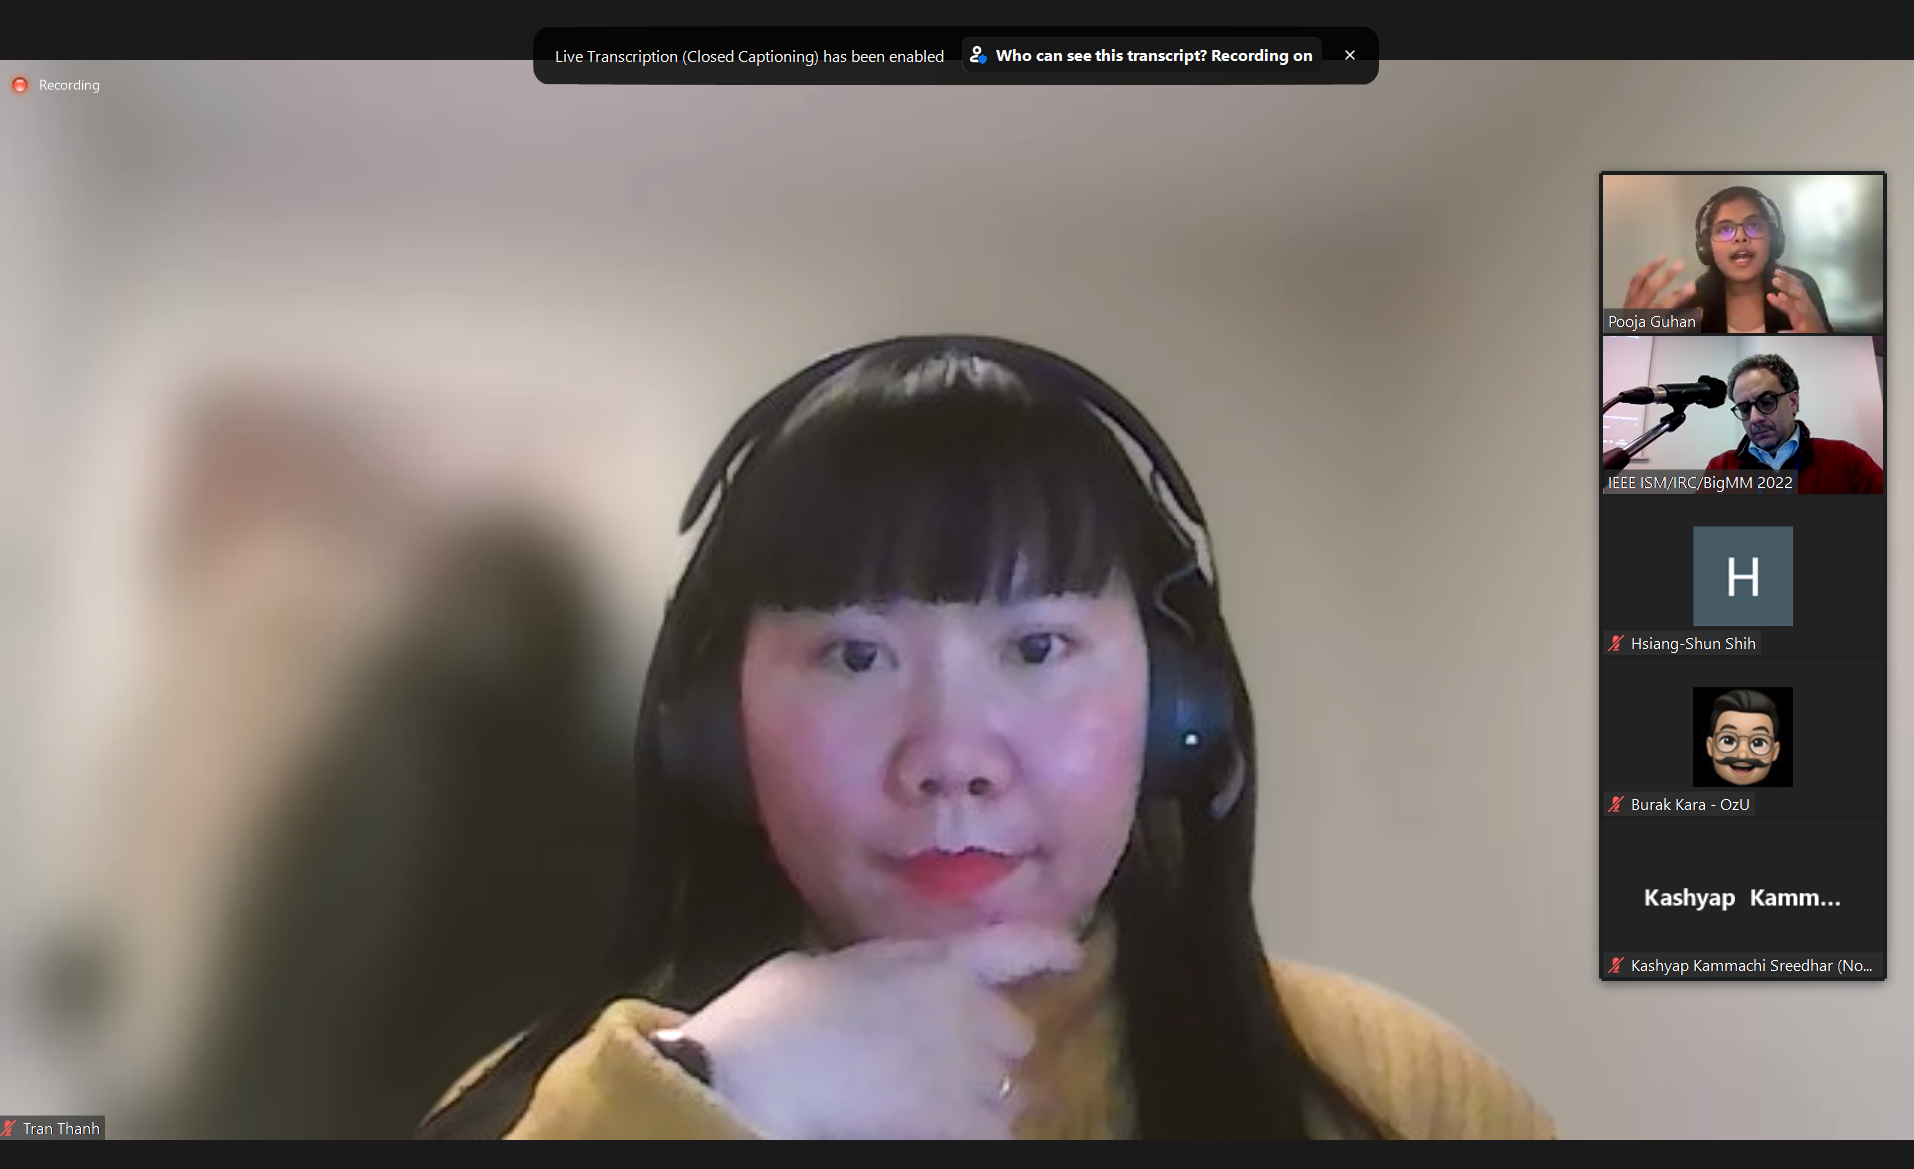 Live Transcription (Closed Captioning) has been enabled
Who can see this transcript? Recording on
Recording
Pooja Guhan
IEEE ISM/IRC/BigMM 2022
H
Hsiang-Shun Shih
Burak Kara - OzU
Kashyap Kamm...
Kashyap Kammachi Sreedhar (No...
Tran Thanh